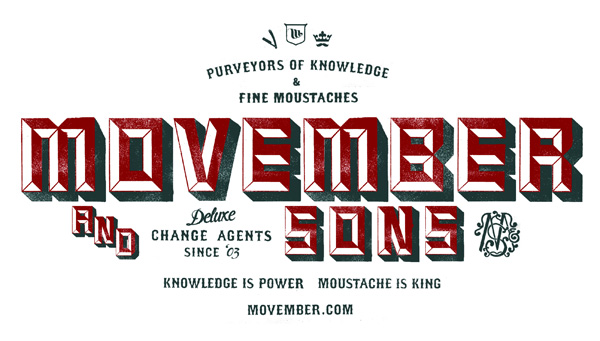 PURVEYORS OF KNOWLEDGE
&
FINE MOUSTACHES
MOVEMBER
AND
Deluxe
CHANGE AGENTS
SINCE '03
SONS
KNOWLEDGE IS POWER MOUSTACHE IS KING
MOVEMBER.COM